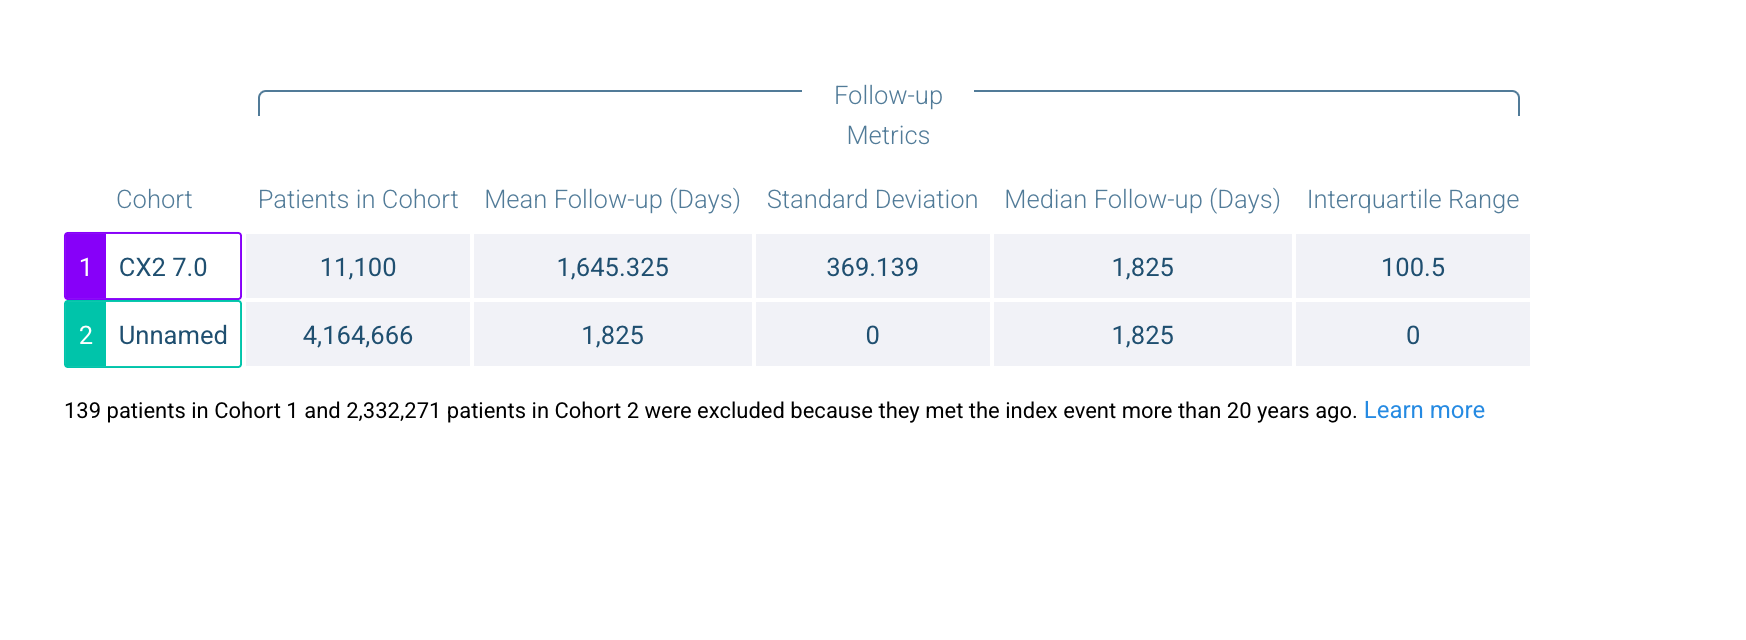 Follow-up
Metrics
Cohort Patients in Cohort Mean Follow-up (Days) Standard Deviation Median Follow-up (Days) Interquartile Range
1 CX2 7.0 11,100 1,645.325 369.139 1,825 100.5
2 Unnamed 4,164,666 1,825 0 1,825 0
139 patients in Cohort 1 and 2,332,271 patients in Cohort 2 were excluded because they met the index event more than 20 years ago. Learn more